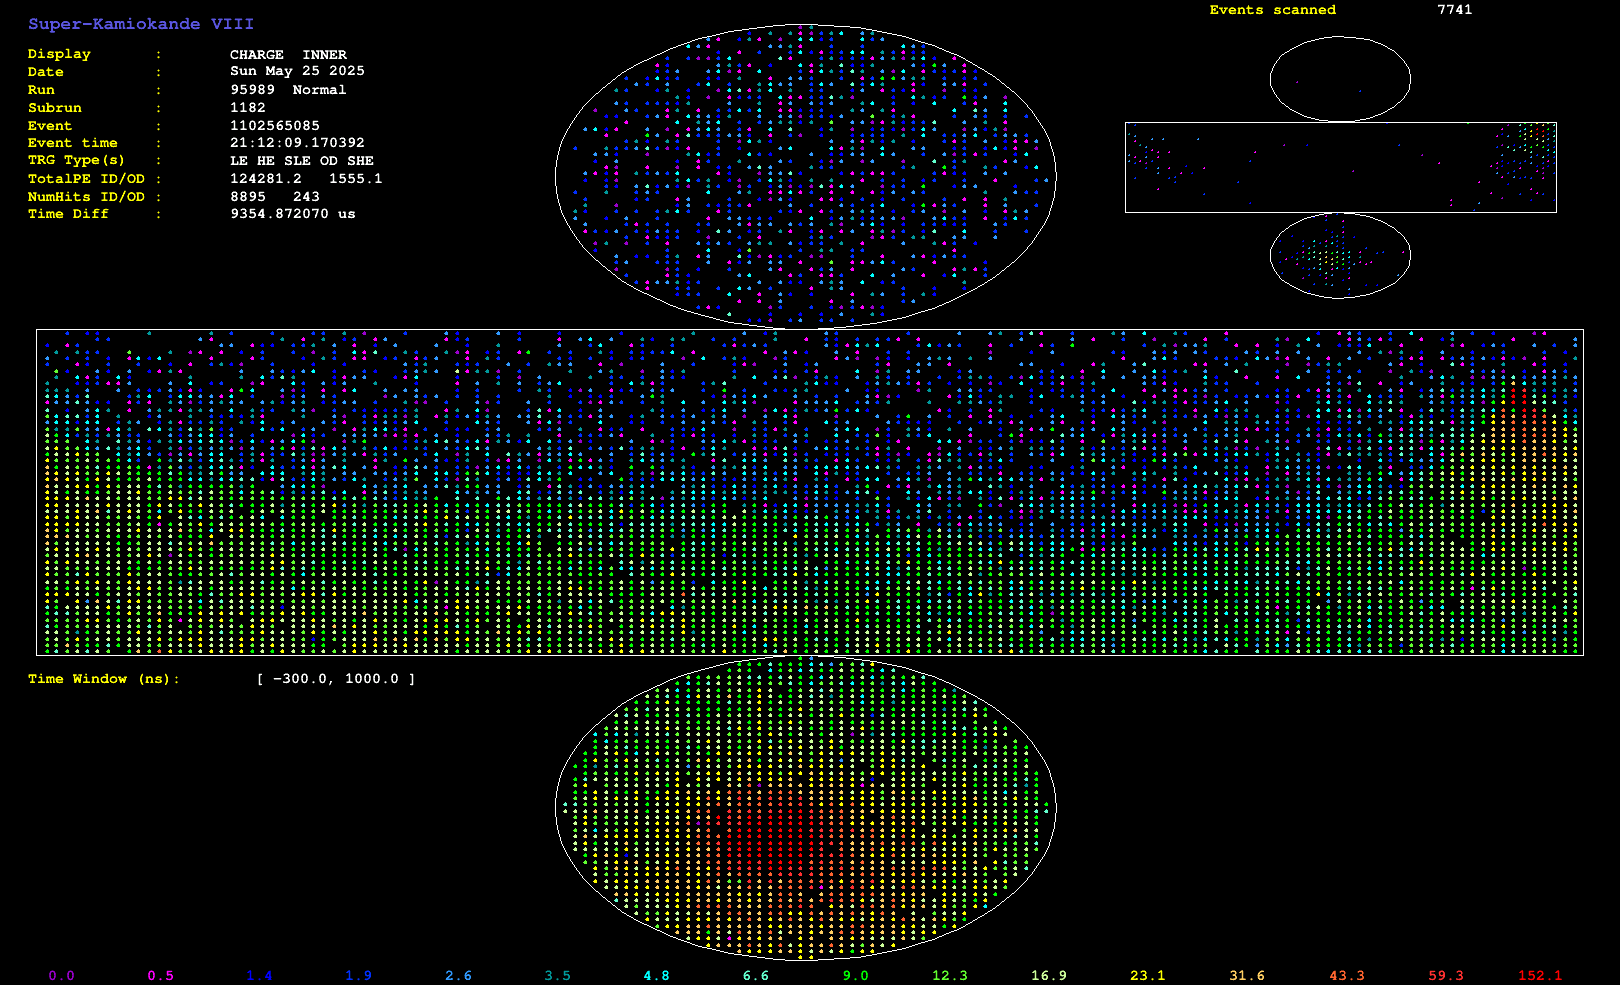 Super-Kamiokande VIII
Display : CHARGE INNER
Date : Sun May 25 2025
Run : 95989 Normal
Subrun : 1182
Event : 1102565085
Event time : 21:12:09.170392
TRG Type(s) : LE HE SLE OD SHE
TotalPE ID/OD : 124281.2 1555.1
NumHits ID/OD : 8895 243
Time Diff : 9354.872070 us
Events scanned 7741
Time Window (ns): [ -300.0, 1000.0 ]
0.0 0.5 1.4 1.9 2.6 3.5 4.8 6.6 9.0 12.3 16.9 23.1 31.6 43.3 59.3 152.1